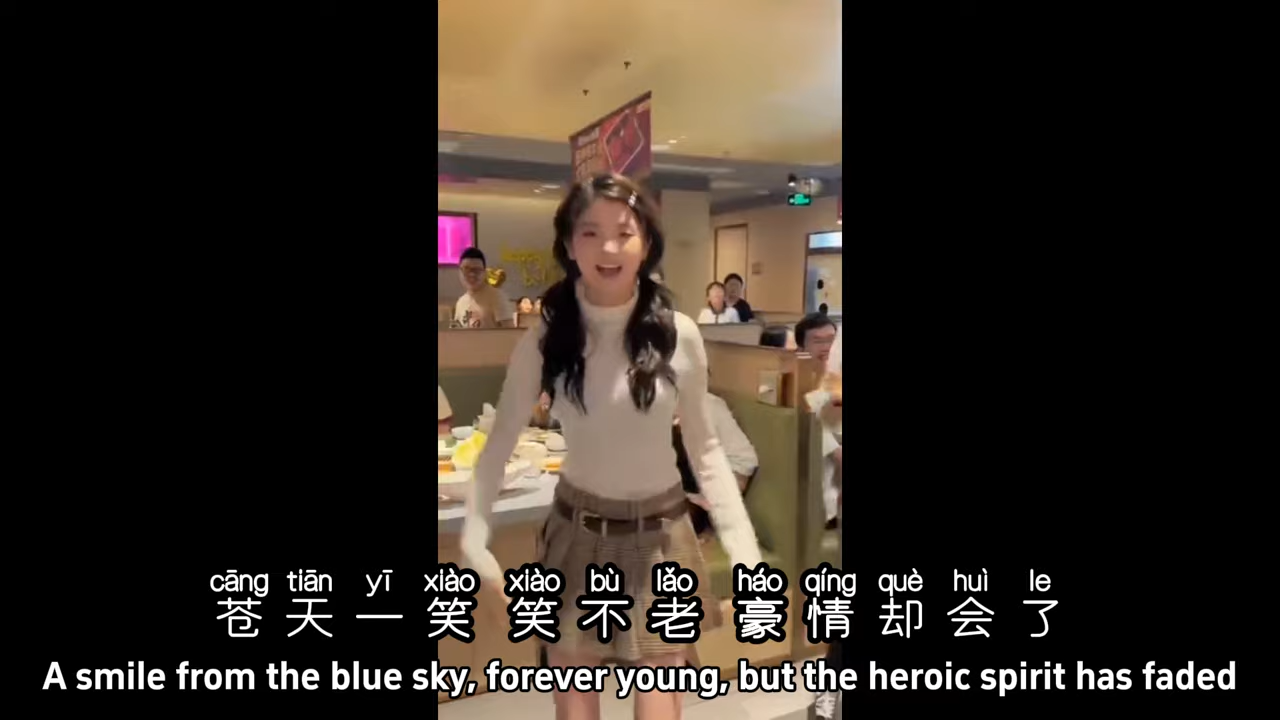 happy
cāng tiān yī xiào xiào bù lǎo háo qíng què huì le
苍天一笑笑不老豪情却会了
A smile from the blue sky, forever young, but the heroic spirit has faded